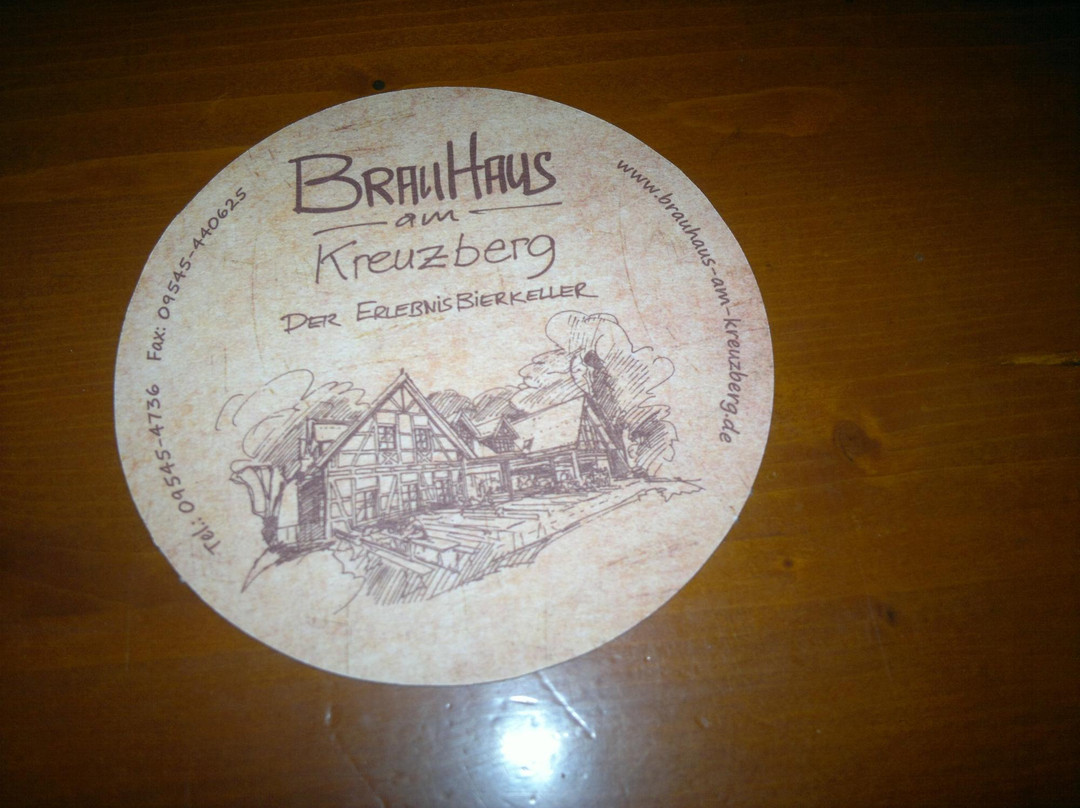 BrauHaus
am
Kreuzberg
Der ErlebnisBierkeller
Tel.: 09545-4736 Fax: 09545-440625
www.brauhaus-am-kreuzberg.de